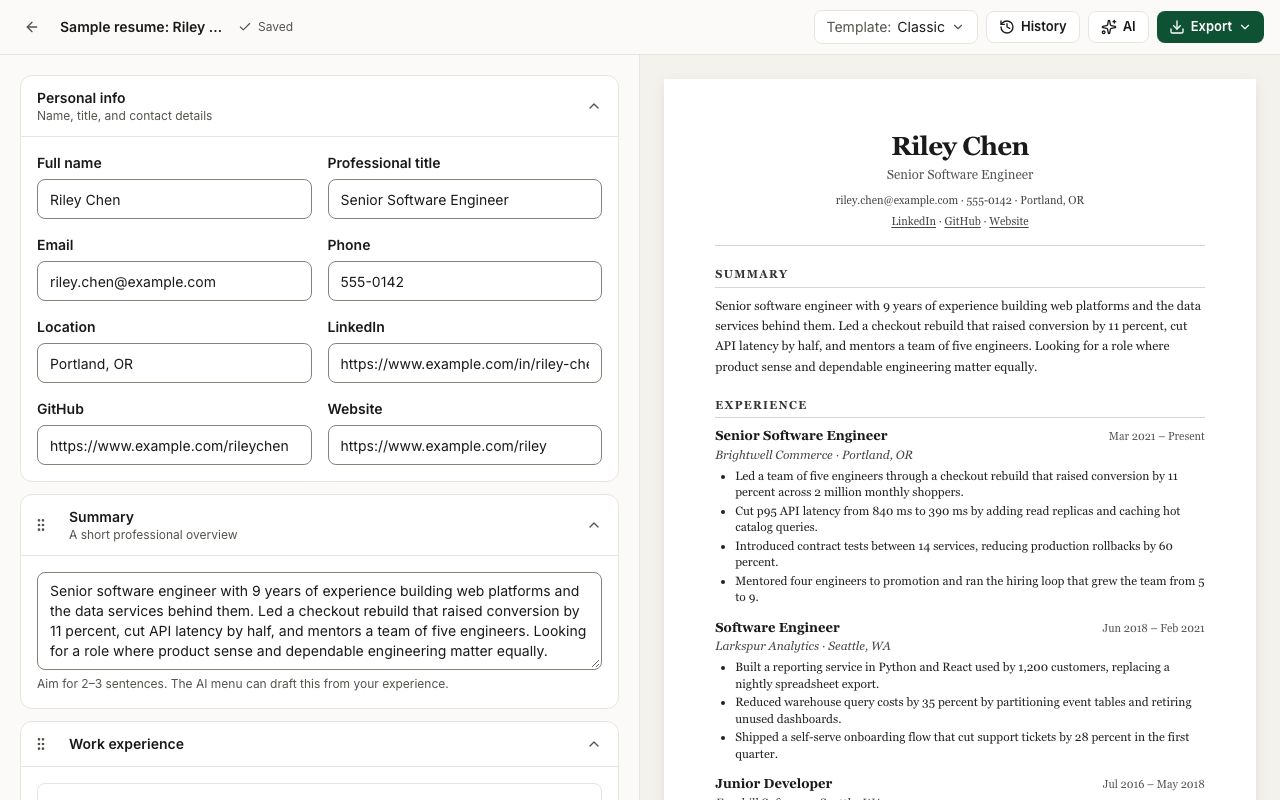 Sample resume: Riley ...
Saved
Template: Classic
History
AI
Export
Personal info
Name, title, and contact details
Full name
Professional title
Riley Chen
Senior Software Engineer
Email
Phone
riley.chen@example.com
555-0142
Location
LinkedIn
Portland, OR
https://www.example.com/in/riley-che
GitHub
Website
https://www.example.com/rileychen
https://www.example.com/riley
Summary
A short professional overview
Senior software engineer with 9 years of experience building web platforms and
the data services behind them. Led a checkout rebuild that raised conversion by
11 percent, cut API latency by half, and mentors a team of five engineers. Looking
for a role where product sense and dependable engineering matter equally.
Aim for 2–3 sentences. The AI menu can draft this from your experience.
Work experience
Riley Chen
Senior Software Engineer
riley.chen@example.com · 555-0142 · Portland, OR
LinkedIn · GitHub · Website
SUMMARY
Senior software engineer with 9 years of experience building web platforms and the data
services behind them. Led a checkout rebuild that raised conversion by 11 percent, cut
API latency by half, and mentors a team of five engineers. Looking for a role where
product sense and dependable engineering matter equally.
EXPERIENCE
Senior Software Engineer
Mar 2021 – Present
Brightwell Commerce · Portland, OR
• Led a team of five engineers through a checkout rebuild that raised conversion by 11
percent across 2 million monthly shoppers.
• Cut p95 API latency from 840 ms to 390 ms by adding read replicas and caching hot
catalog queries.
• Introduced contract tests between 14 services, reducing production rollbacks by 60
percent.
• Mentored four engineers to promotion and ran the hiring loop that grew the team from 5
to 9.
Software Engineer
Jun 2018 – Feb 2021
Larkspur Analytics · Seattle, WA
• Built a reporting service in Python and React used by 1,200 customers, replacing a
nightly spreadsheet export.
• Reduced warehouse query costs by 35 percent by partitioning event tables and retiring
unused dashboards.
• Shipped a self-serve onboarding flow that cut support tickets by 28 percent in the first
quarter.
Junior Developer
Jul 2016 – May 2018